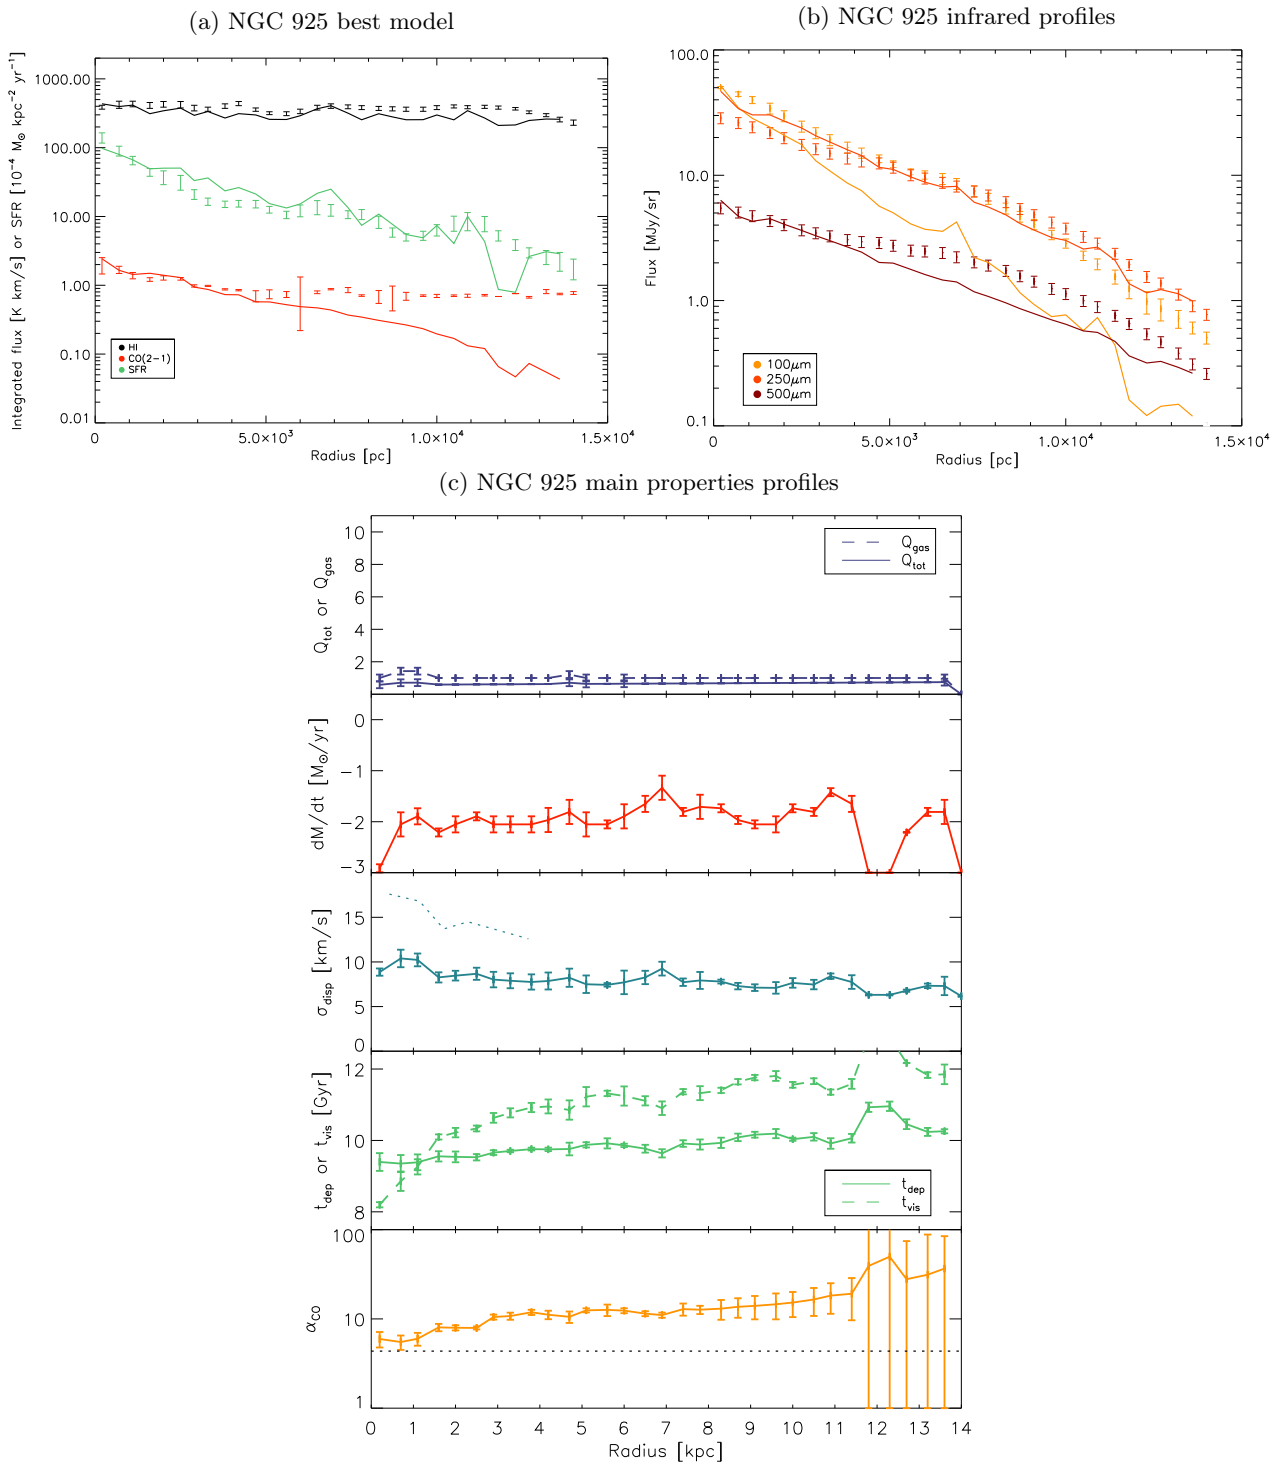 (a) NGC 925 best model
Integrated flux [K km/s] or SFR [10⁻⁴ M⊙ kpc⁻² yr⁻¹]
1000.00
100.00
10.00
1.00
0.10
0.01
HI
CO(2−1)
SFR
0
5.0×10³
1.0×10⁴
1.5×10⁴
Radius [pc]
(b) NGC 925 infrared profiles
Flux [MJy/sr]
100.0
10.0
1.0
0.1
100μm
250μm
500μm
0
5.0×10³
1.0×10⁴
1.5×10⁴
Radius [pc]
(c) NGC 925 main properties profiles
Q_tot or Q_gas
10
8
6
4
2
Q_gas
Q_tot
dM/dt [M⊙/yr]
0
−1
−2
−3
σ_disp [km/s]
15
10
5
0
t_dep or t_vis [Gyr]
12
10
8
t_dep
t_vis
α_CO
100
10
1
0 1 2 3 4 5 6 7 8 9 10 11 12 13 14
Radius [kpc]